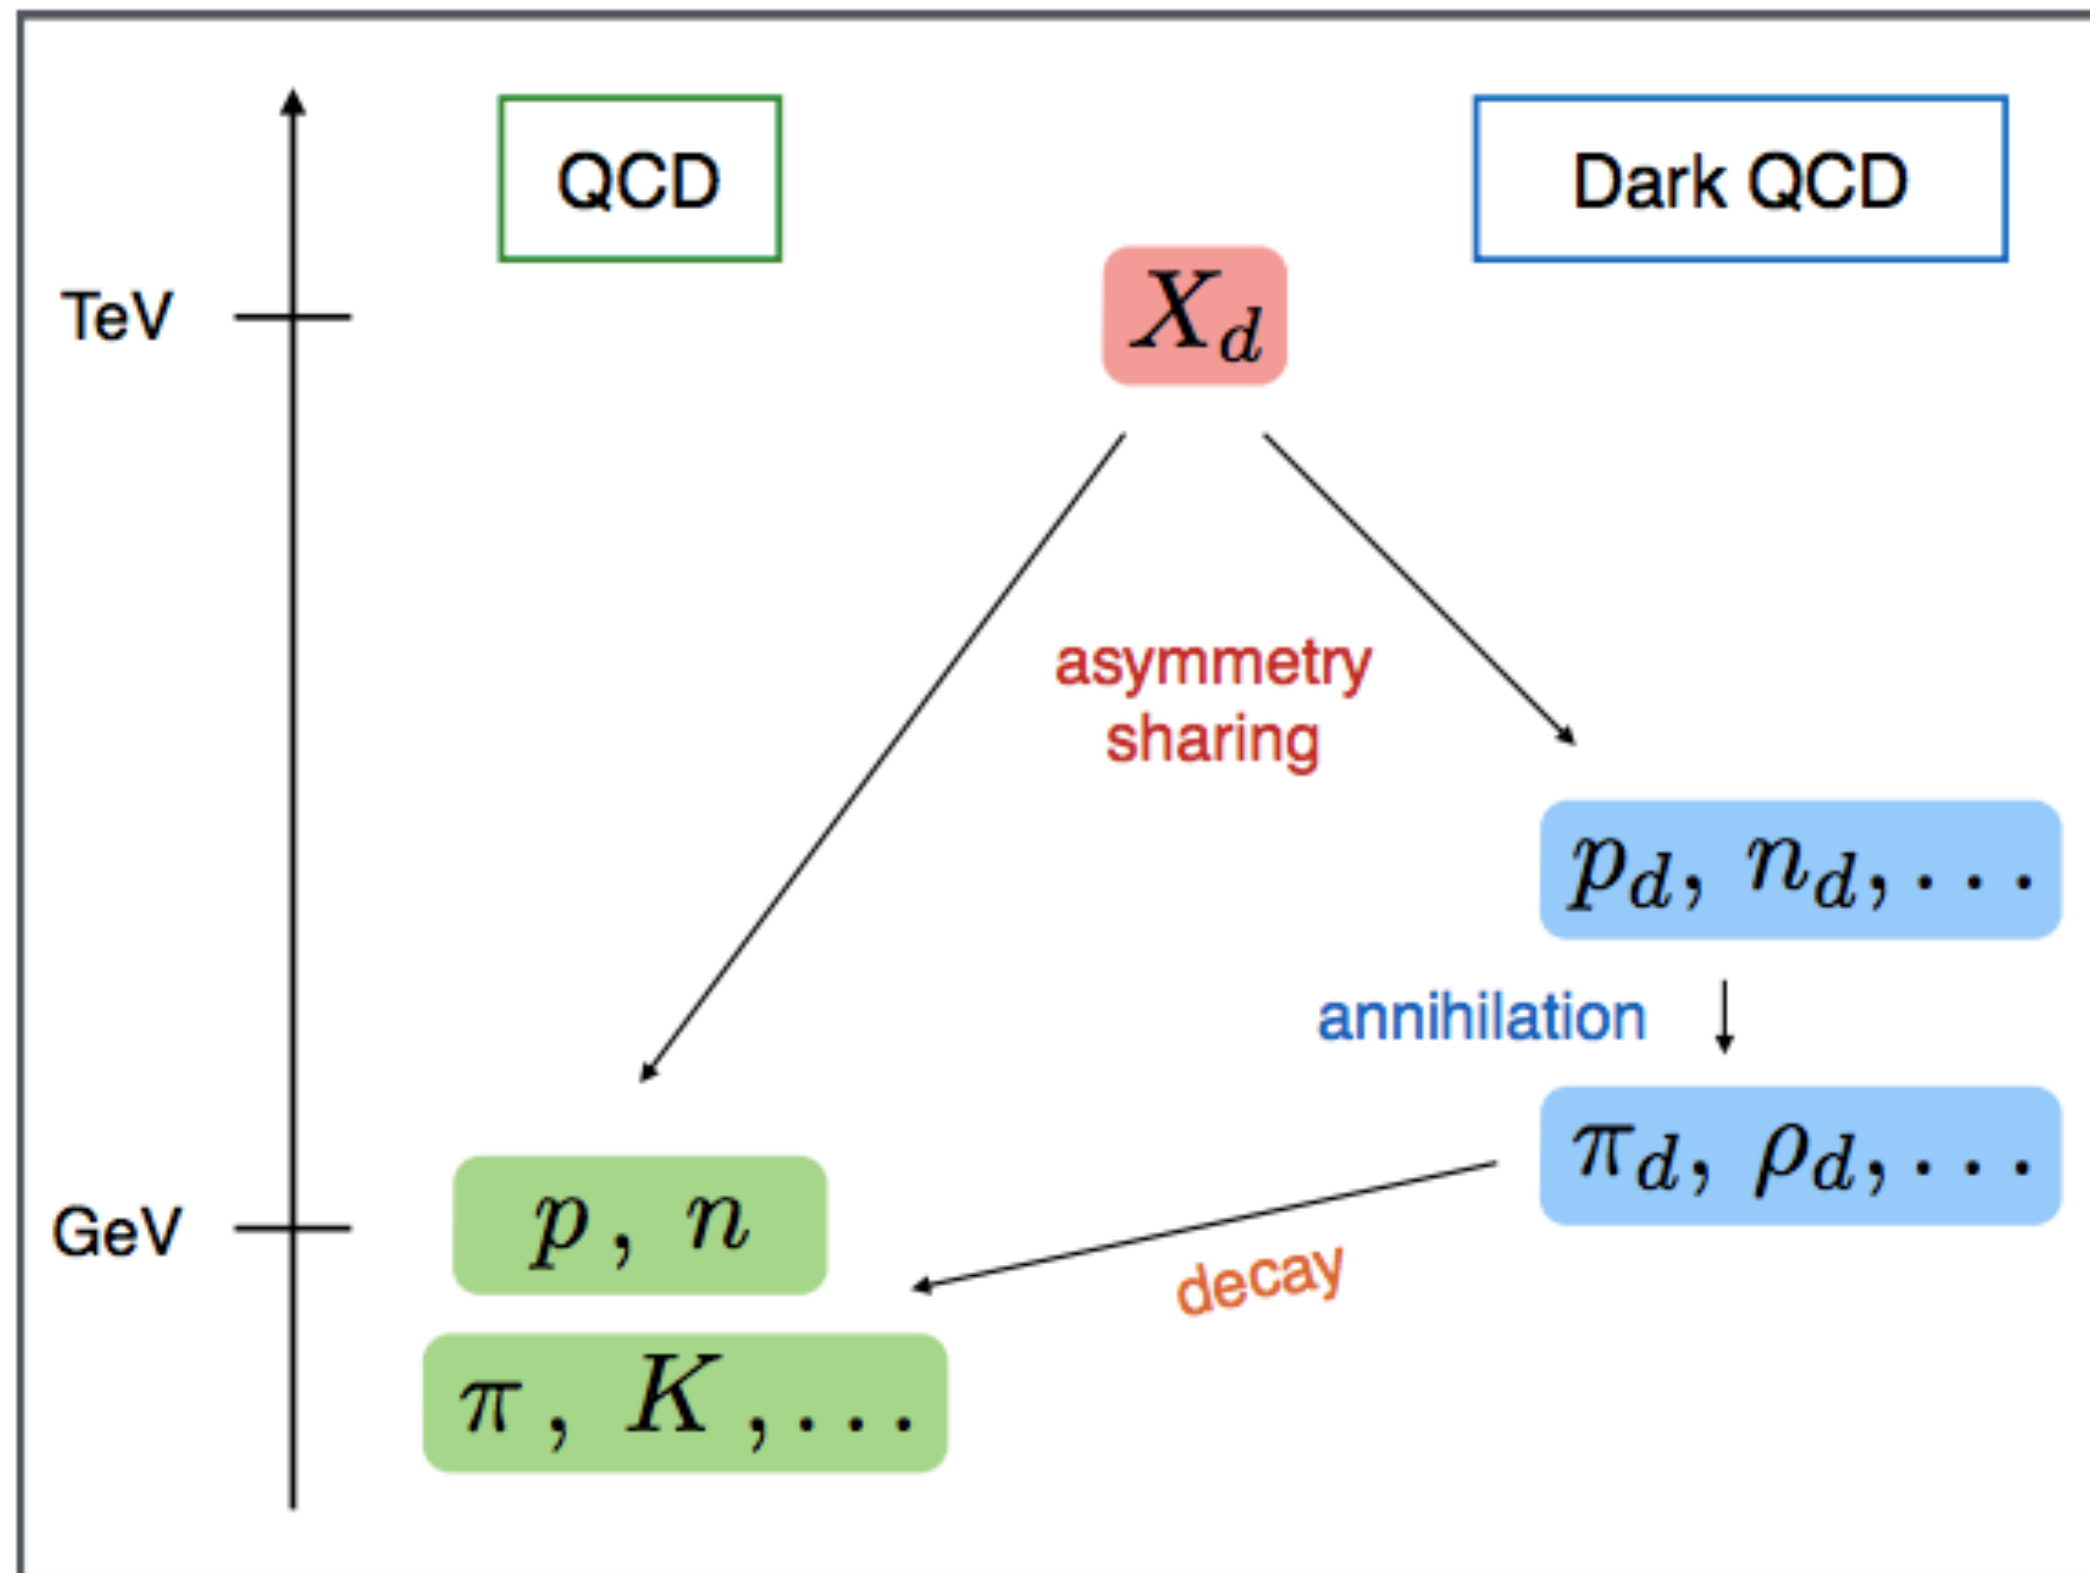 QCD
Dark QCD
TeV
X_d
asymmetry
sharing
p_d, n_d, ...
annihilation
π_d, ρ_d, ...
GeV
p , n
decay
π , K , ...